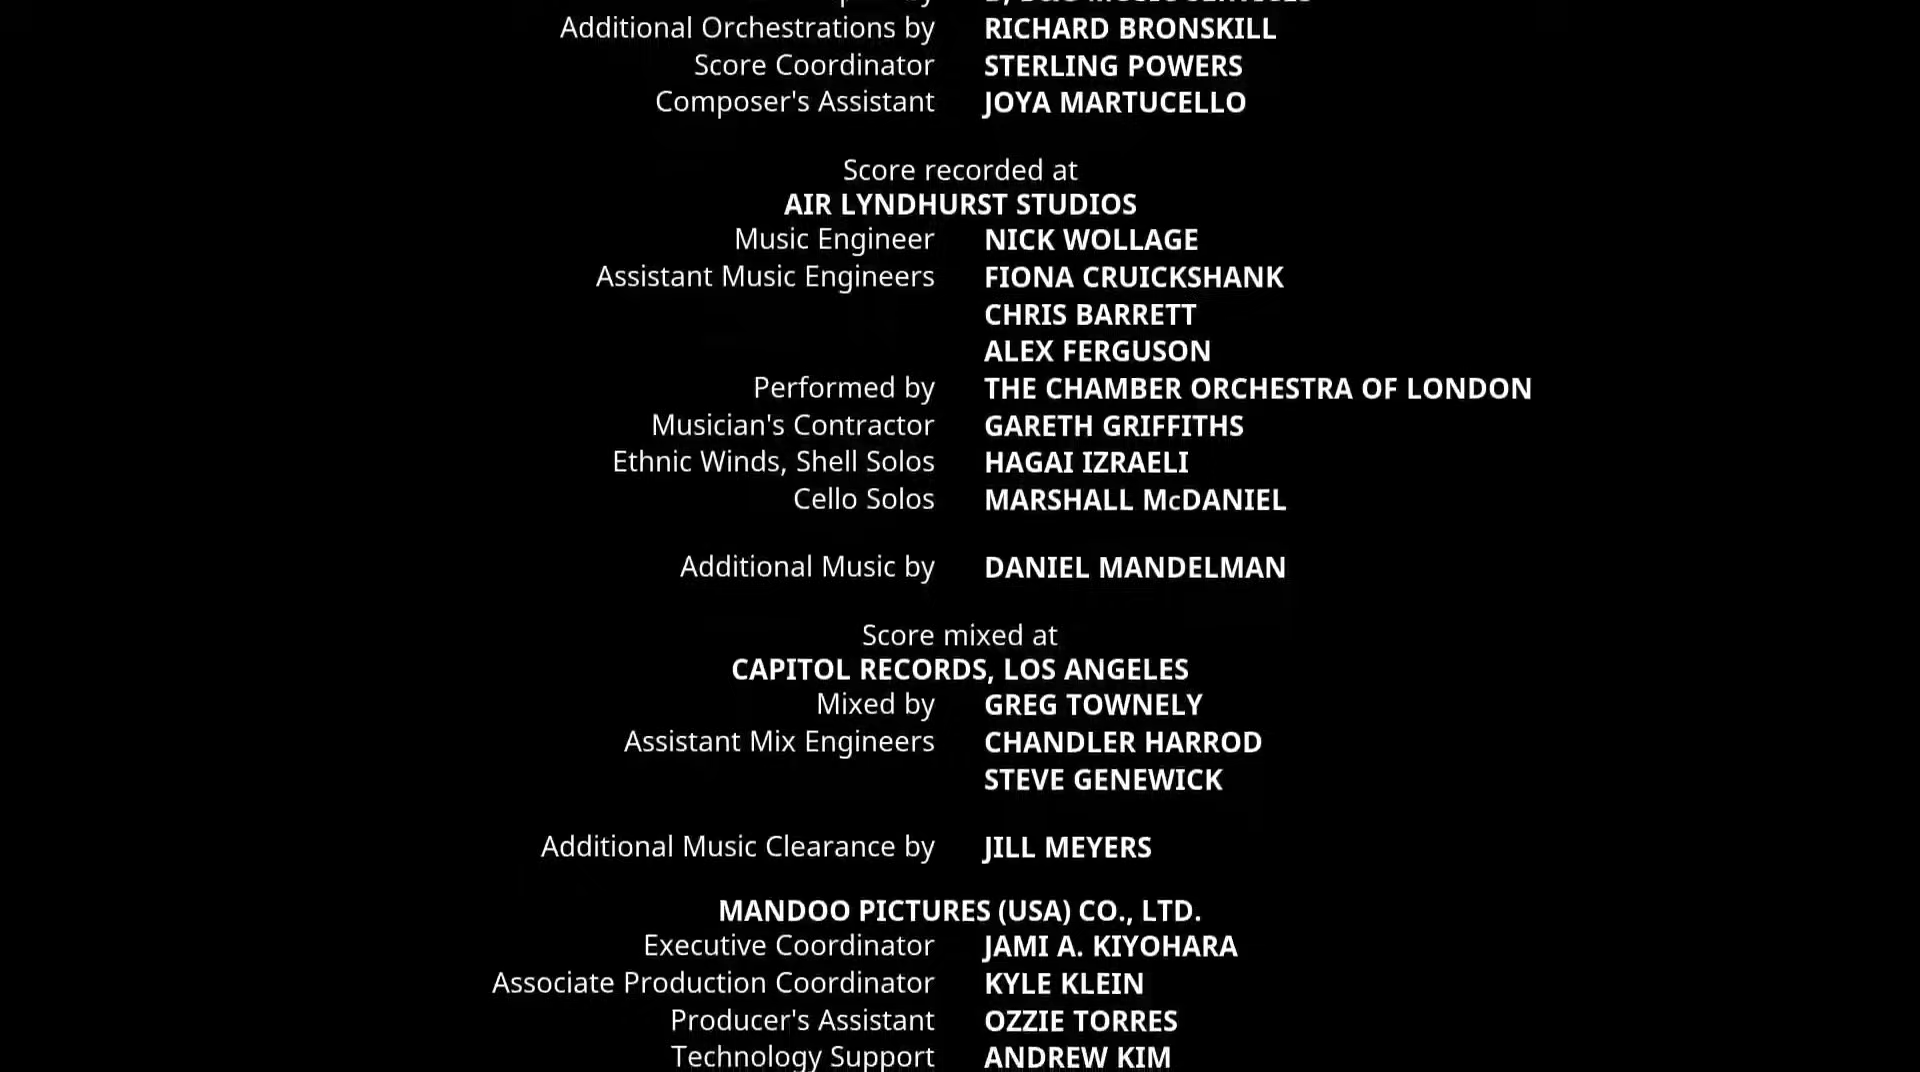 Additional Orchestrations by RICHARD BRONSKILL
Score Coordinator STERLING POWERS
Composer's Assistant JOYA MARTUCELLO
Score recorded at
AIR LYNDHURST STUDIOS
Music Engineer NICK WOLLAGE
Assistant Music Engineers FIONA CRUICKSHANK
CHRIS BARRETT
ALEX FERGUSON
Performed by THE CHAMBER ORCHESTRA OF LONDON
Musician's Contractor GARETH GRIFFITHS
Ethnic Winds, Shell Solos HAGAI IZRAELI
Cello Solos MARSHALL McDANIEL
Additional Music by DANIEL MANDELMAN
Score mixed at
CAPITOL RECORDS, LOS ANGELES
Mixed by GREG TOWNELY
Assistant Mix Engineers CHANDLER HARROD
STEVE GENEWICK
Additional Music Clearance by JILL MEYERS
MANDOO PICTURES (USA) CO., LTD.
Executive Coordinator JAMI A. KIYOHARA
Associate Production Coordinator KYLE KLEIN
Producer's Assistant OZZIE TORRES
Technology Support ANDREW KIM